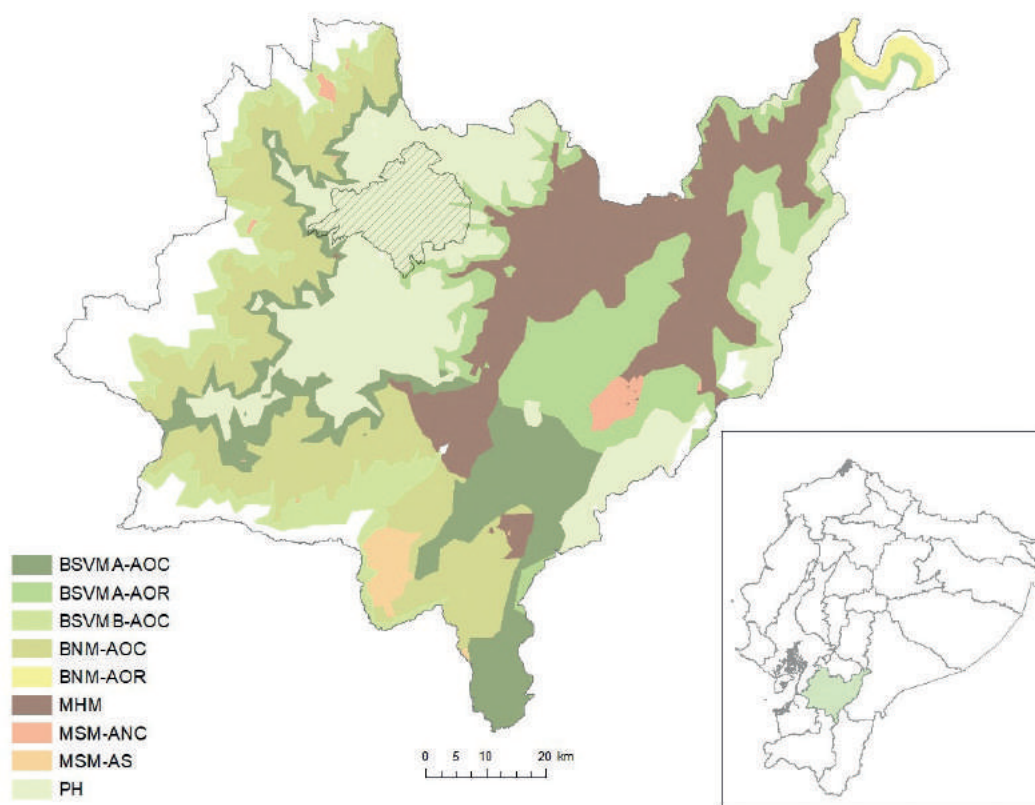 BSVMA-AOC
BSVMA-AOR
BSVMB-AOC
BNM-AOC
BNM-AOR
MHM
MSM-ANC
MSM-AS
PH
0 5 10 20 km